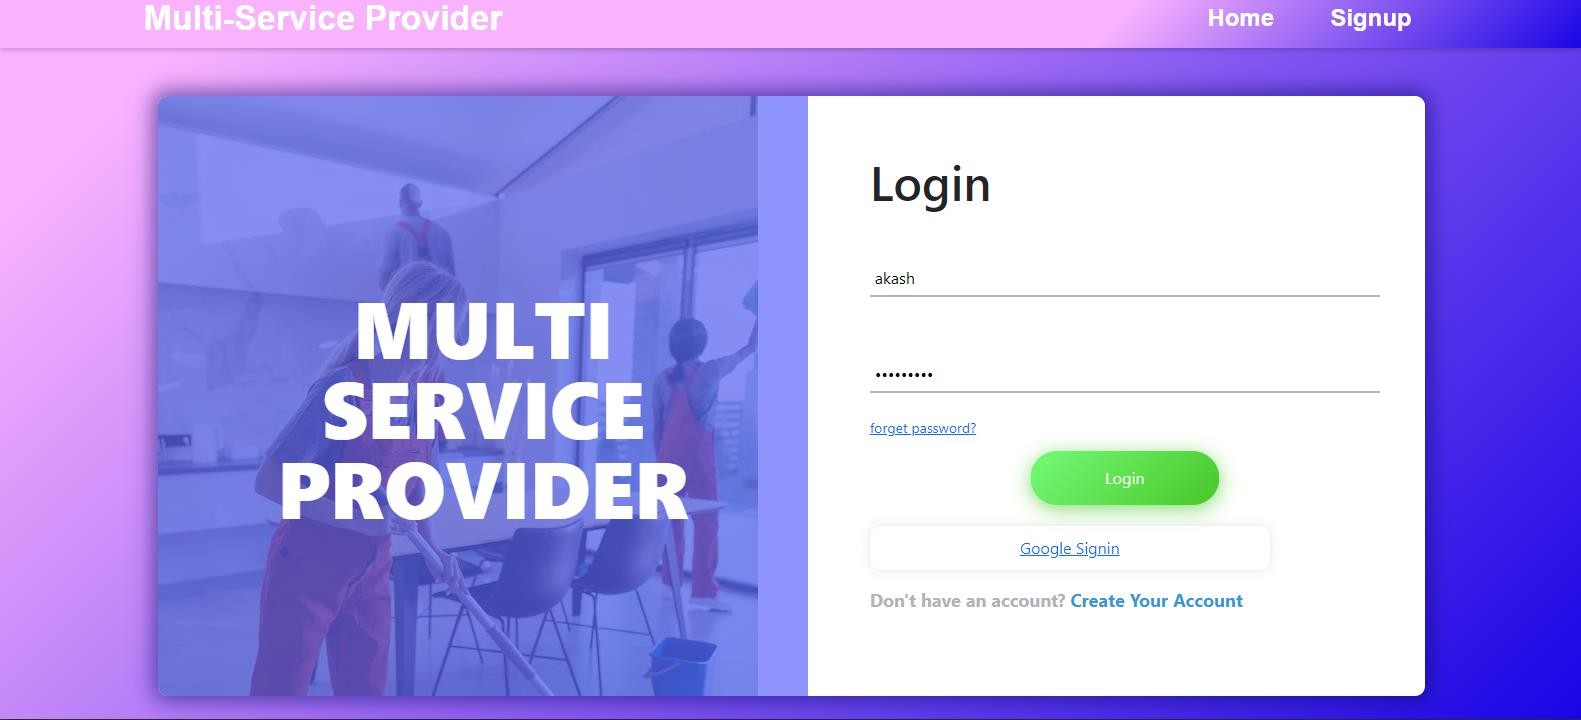 Multi-Service Provider
Home Signup
MULTI
SERVICE
PROVIDER
Login
akash
•••••••••
forget password?
Login
Google Signin
Don't have an account? Create Your Account